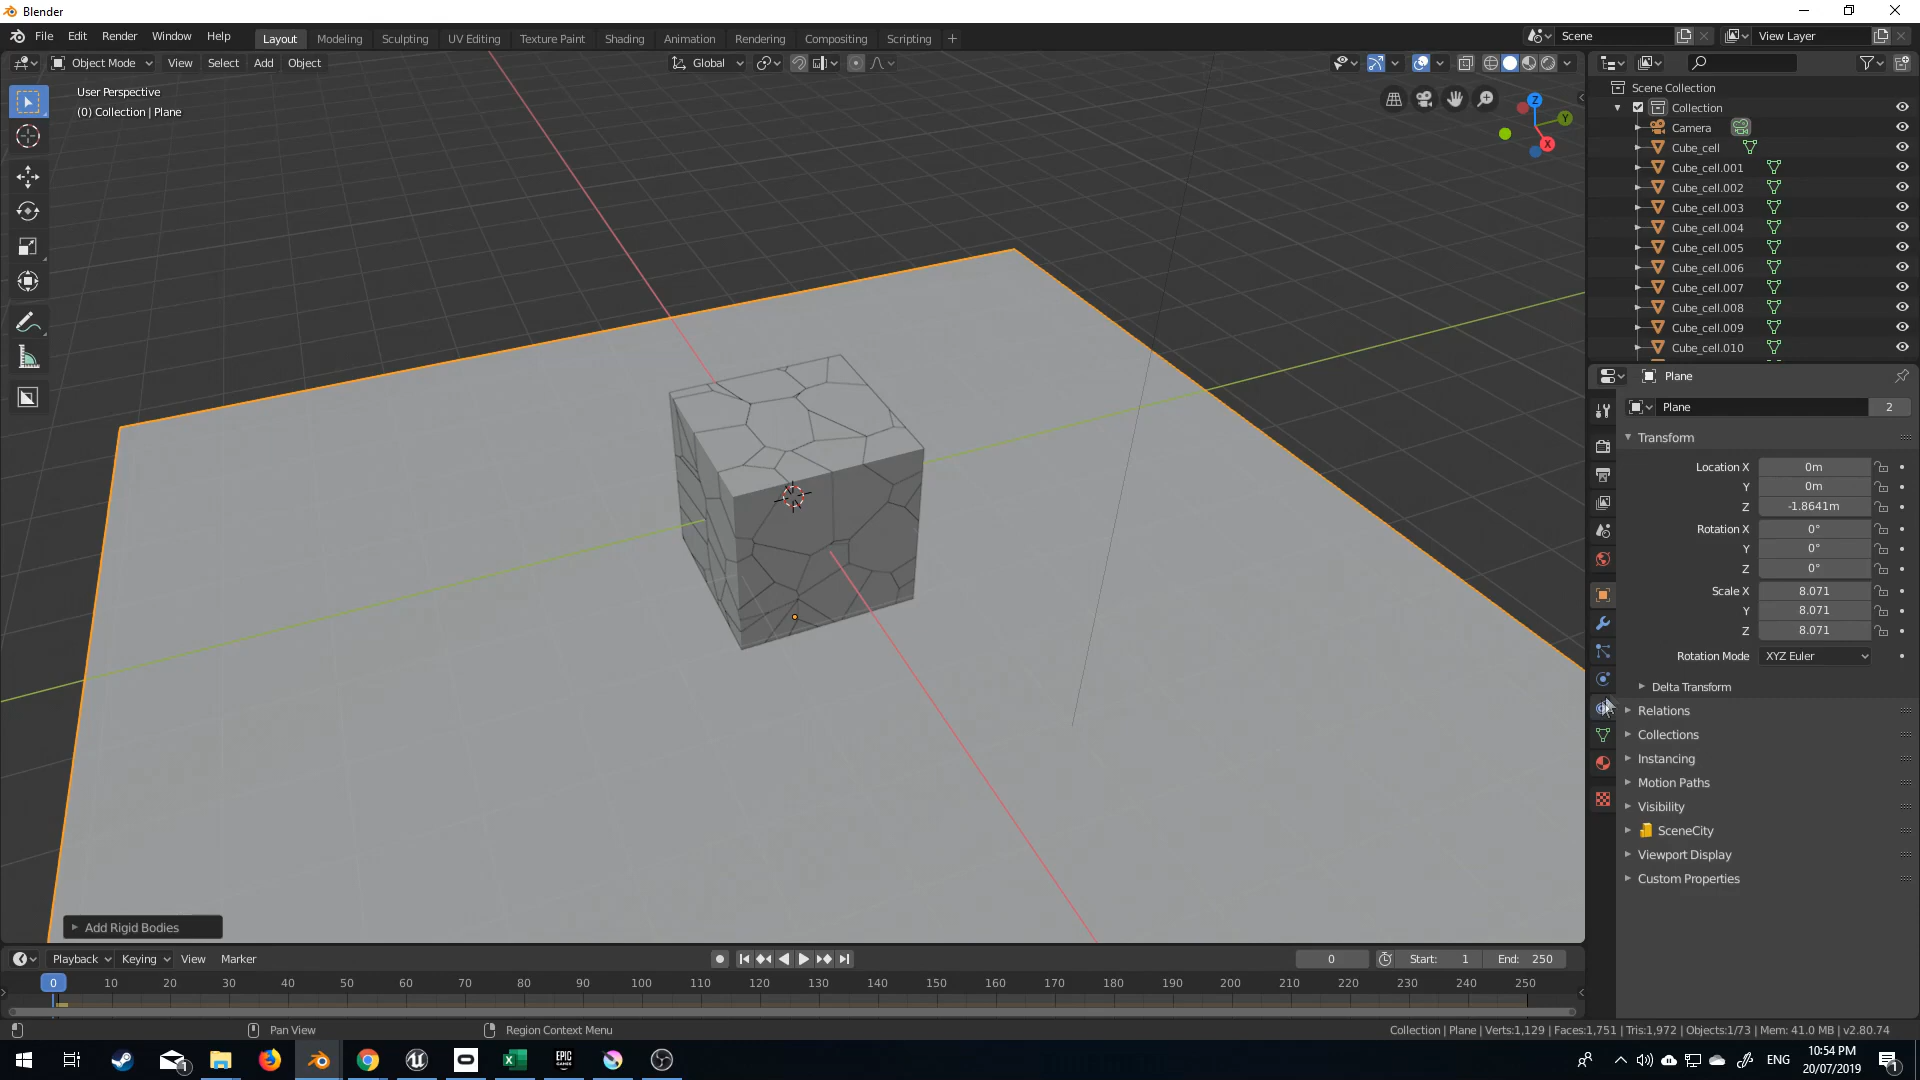 Blender
File Edit Render Window Help
Layout Modeling Sculpting UV Editing Texture Paint Shading Animation Rendering Compositing Scripting +
Scene
View Layer
Object Mode View Select Add Object
Global
User Perspective
(0) Collection | Plane
Z
Y
X
Scene Collection
Collection
Camera
Cube_cell
Cube_cell.001
Cube_cell.002
Cube_cell.003
Cube_cell.004
Cube_cell.005
Cube_cell.006
Cube_cell.007
Cube_cell.008
Cube_cell.009
Cube_cell.010
Plane
Plane 2
Transform
Location X 0m
Y 0m
Z -1.8641m
Rotation X 0°
Y 0°
Z 0°
Scale X 8.071
Y 8.071
Z 8.071
Rotation Mode XYZ Euler
Delta Transform
Relations
Collections
Instancing
Motion Paths
Visibility
SceneCity
Viewport Display
Custom Properties
Add Rigid Bodies
Playback Keying View Marker
0 Start: 1 End: 250
0 10 20 30 40 50 60 70 80 90 100 110 120 130 140 150 160 170 180 190 200 210 220 230 240 250
Pan View Region Context Menu
Collection | Plane | Verts:1,129 | Faces:1,751 | Tris:1,972 | Objects:1/73 | Mem: 41.0 MB | v2.80.74
1
EPIC GAMES
ENG
10:54 PM
20/07/2019
1